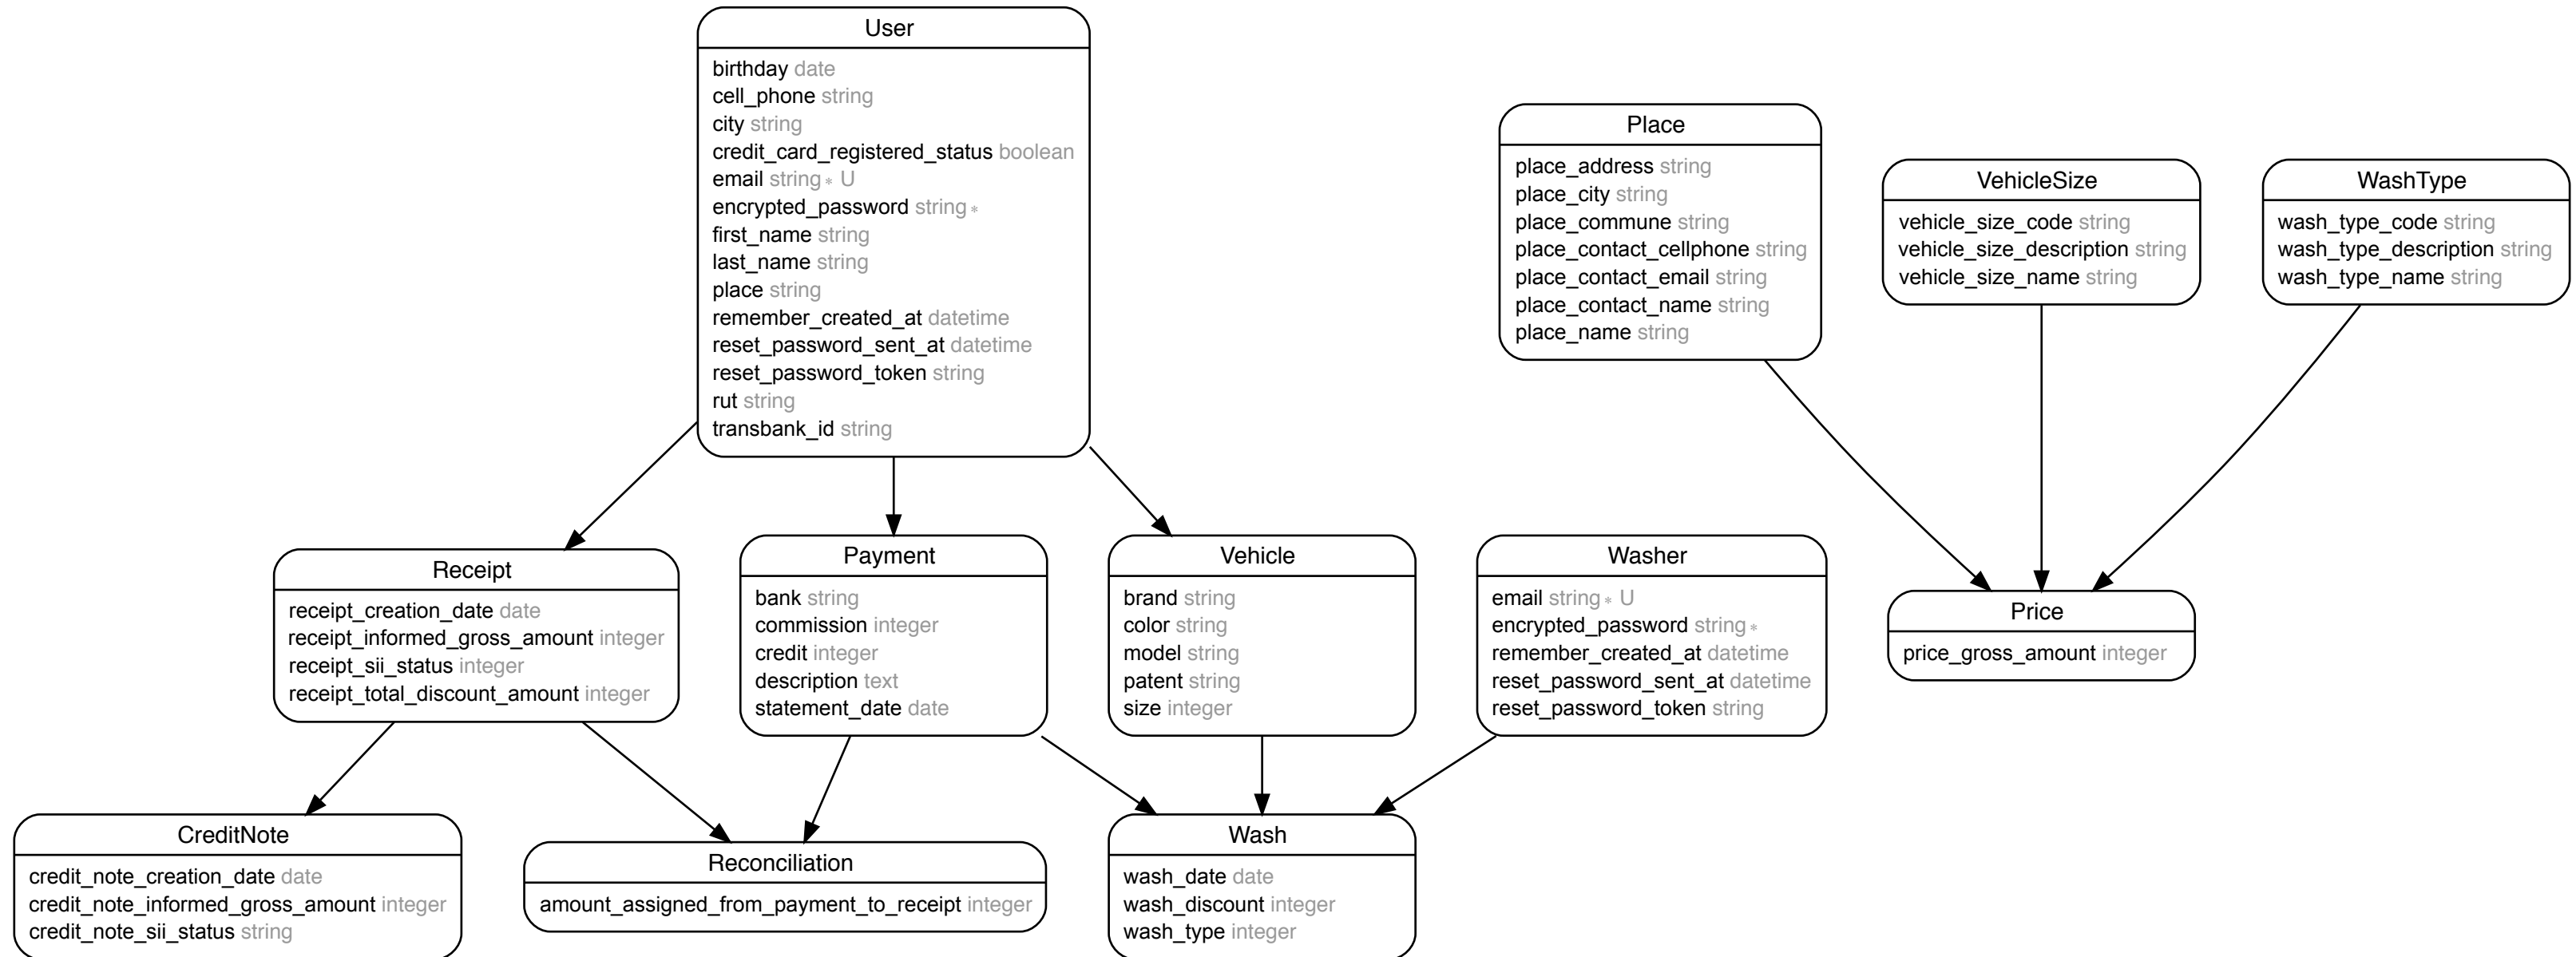 User
birthday date
cell_phone string
city string
credit_card_registered_status boolean
email string * U
encrypted_password string *
first_name string
last_name string
place string
remember_created_at datetime
reset_password_sent_at datetime
reset_password_token string
rut string
transbank_id string
Place
place_address string
place_city string
place_commune string
place_contact_cellphone string
place_contact_email string
place_contact_name string
place_name string
VehicleSize
vehicle_size_code string
vehicle_size_description string
vehicle_size_name string
WashType
wash_type_code string
wash_type_description string
wash_type_name string
Receipt
receipt_creation_date date
receipt_informed_gross_amount integer
receipt_sii_status integer
receipt_total_discount_amount integer
Payment
bank string
commission integer
credit integer
description text
statement_date date
Vehicle
brand string
color string
model string
patent string
size integer
Washer
email string * U
encrypted_password string *
remember_created_at datetime
reset_password_sent_at datetime
reset_password_token string
Price
price_gross_amount integer
CreditNote
credit_note_creation_date date
credit_note_informed_gross_amount integer
credit_note_sii_status string
Reconciliation
amount_assigned_from_payment_to_receipt integer
Wash
wash_date date
wash_discount integer
wash_type integer